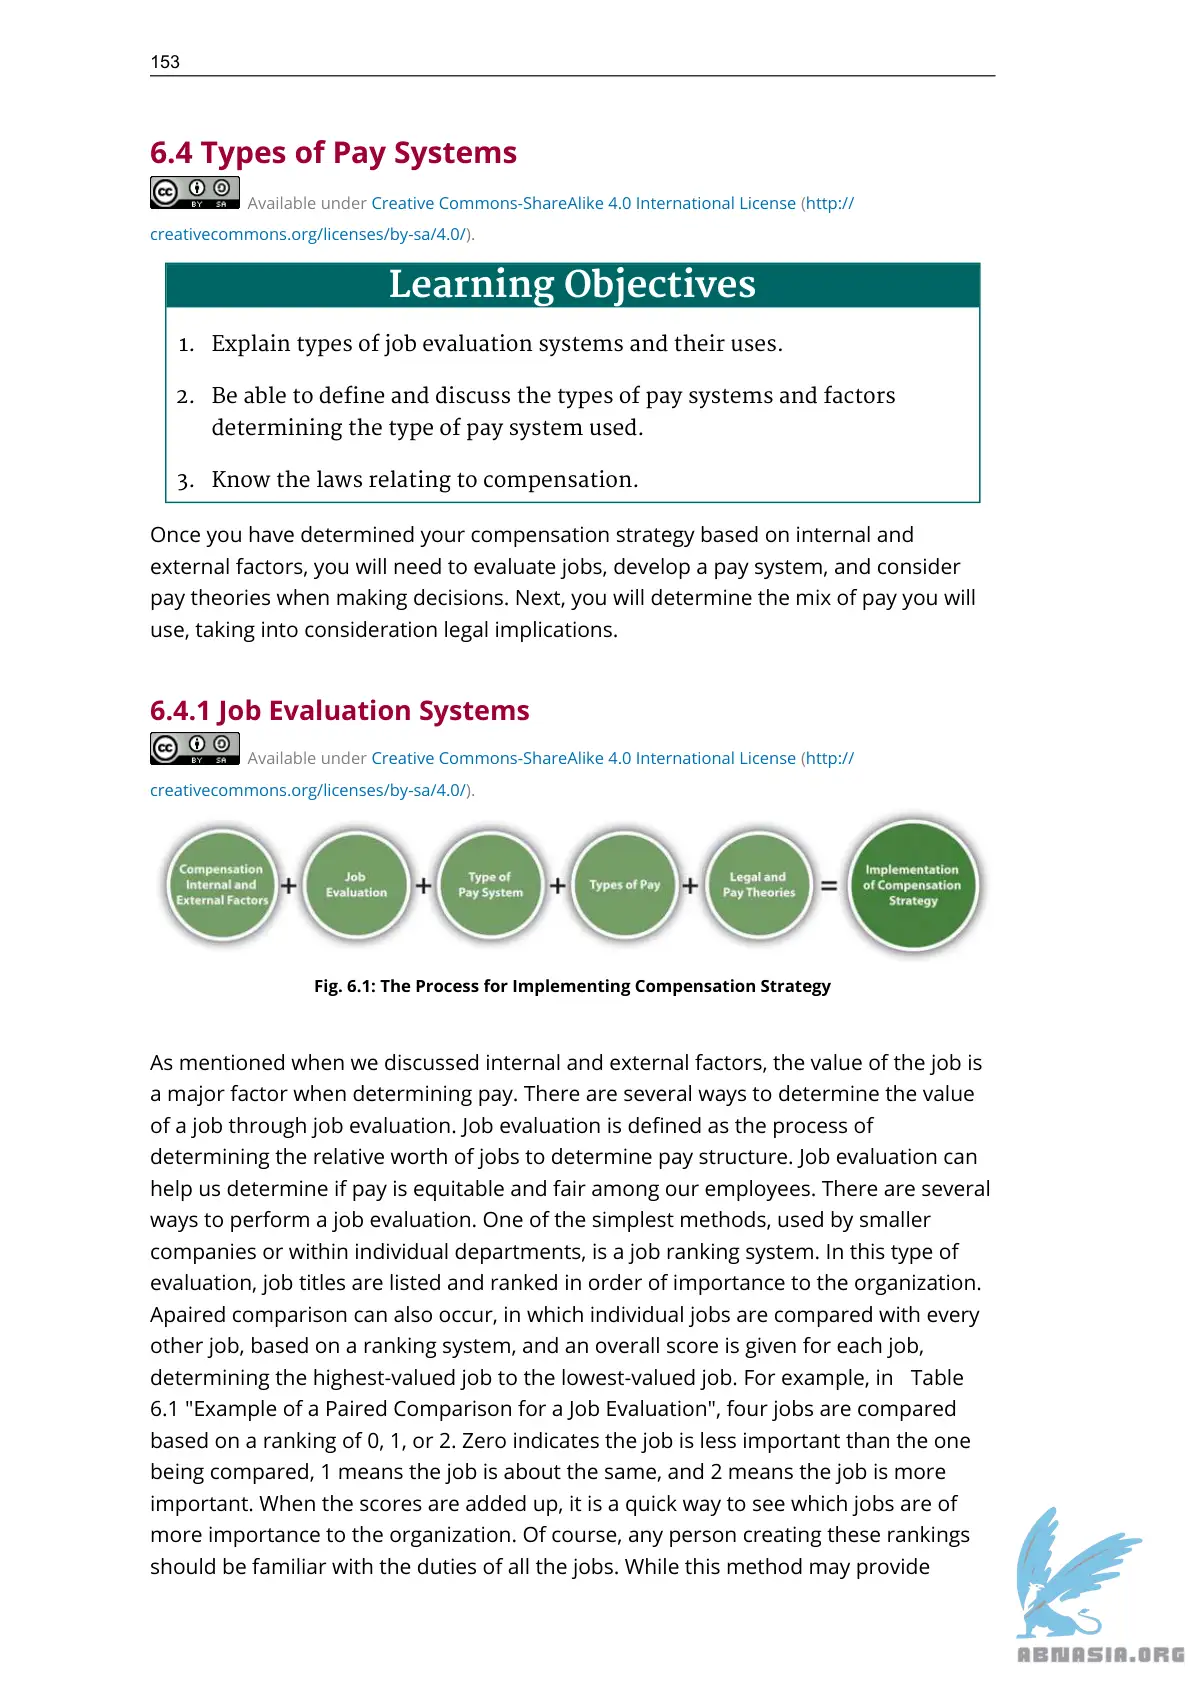 153
6.4 Types of Pay Systems
cc BY SA Available under Creative Commons-ShareAlike 4.0 International License (http://
creativecommons.org/licenses/by-sa/4.0/).
Learning Objectives
1. Explain types of job evaluation systems and their uses.
2. Be able to define and discuss the types of pay systems and factors
determining the type of pay system used.
3. Know the laws relating to compensation.
Once you have determined your compensation strategy based on internal and
external factors, you will need to evaluate jobs, develop a pay system, and consider
pay theories when making decisions. Next, you will determine the mix of pay you will
use, taking into consideration legal implications.
6.4.1 Job Evaluation Systems
cc BY SA Available under Creative Commons-ShareAlike 4.0 International License (http://
creativecommons.org/licenses/by-sa/4.0/).
Compensation
Internal and
External Factors
+
Job
Evaluation
+
Type of
Pay System
+
Types of Pay
+
Legal and
Pay Theories
=
Implementation
of Compensation
Strategy
Fig. 6.1: The Process for Implementing Compensation Strategy
As mentioned when we discussed internal and external factors, the value of the job is
a major factor when determining pay. There are several ways to determine the value
of a job through job evaluation. Job evaluation is defined as the process of
determining the relative worth of jobs to determine pay structure. Job evaluation can
help us determine if pay is equitable and fair among our employees. There are several
ways to perform a job evaluation. One of the simplest methods, used by smaller
companies or within individual departments, is a job ranking system. In this type of
evaluation, job titles are listed and ranked in order of importance to the organization.
Apaired comparison can also occur, in which individual jobs are compared with every
other job, based on a ranking system, and an overall score is given for each job,
determining the highest-valued job to the lowest-valued job. For example, in Table
6.1 "Example of a Paired Comparison for a Job Evaluation", four jobs are compared
based on a ranking of 0, 1, or 2. Zero indicates the job is less important than the one
being compared, 1 means the job is about the same, and 2 means the job is more
important. When the scores are added up, it is a quick way to see which jobs are of
more importance to the organization. Of course, any person creating these rankings
should be familiar with the duties of all the jobs. While this method may provide
ABNASIA.ORG